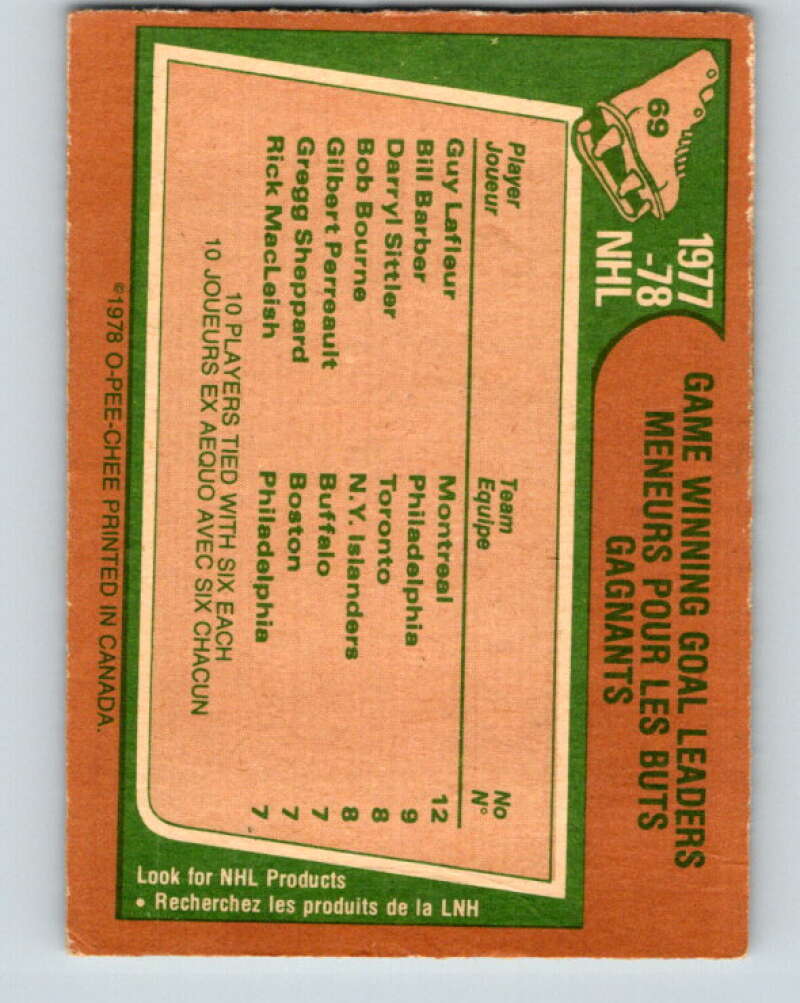 69
1977
-78
NHL
GAME WINNING GOAL LEADERS
MENEURS POUR LES BUTS
GAGNANTS
Player Team No
Joueur Equipe N°
Guy Lafleur Montreal 12
Bill Barber Philadelphia 9
Darryl Sittler Toronto 8
Bob Bourne N.Y. Islanders 8
Gilbert Perreault Buffalo 7
Gregg Sheppard Boston 7
Rick MacLeish Philadelphia 7
10 PLAYERS TIED WITH SIX EACH
10 JOUEURS EX AEQUO AVEC SIX CHACUN
Look for NHL Products
• Recherchez les produits de la LNH
©1978 O-PEE-CHEE PRINTED IN CANADA.